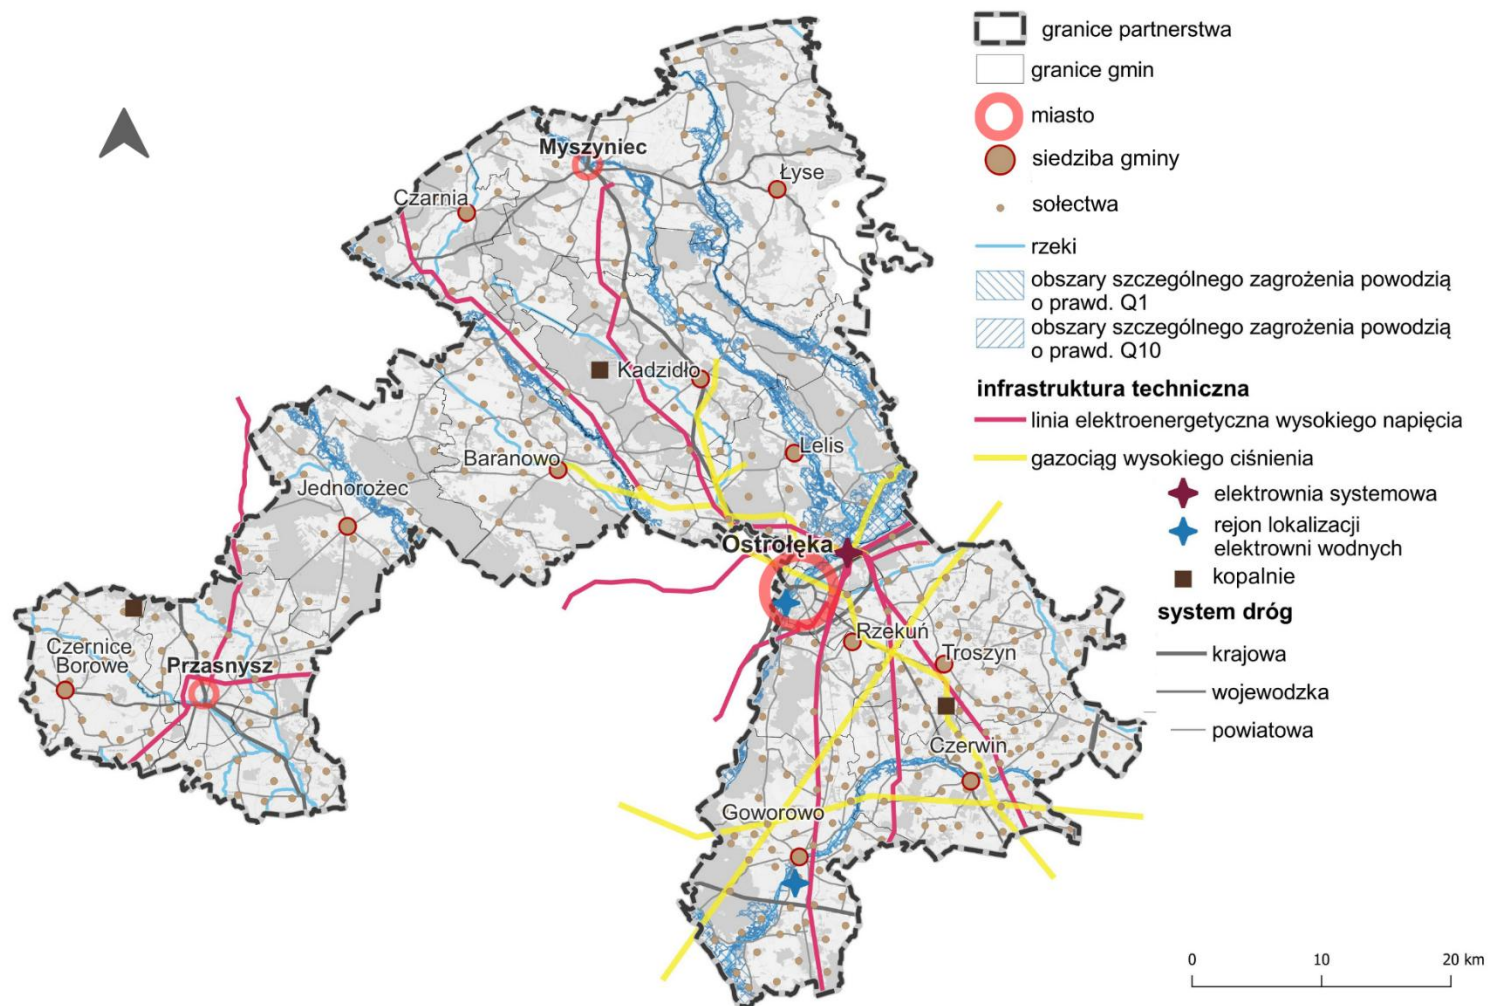 granice partnerstwa
granice gmin
miasto
siedziba gminy
sołectwa
rzeki
obszary szczególnego zagrożenia powodzią
o prawd. Q1
obszary szczególnego zagrożenia powodzią
o prawd. Q10
infrastruktura techniczna
linia elektroenergetyczna wysokiego napięcia
gazociąg wysokiego ciśnienia
elektrownia systemowa
rejon lokalizacji
elektrowni wodnych
kopalnie
system dróg
krajowa
wojewodzka
powiatowa
Myszyniec
Łyse
Czarnia
Kadzidło
Lelis
Baranowo
Jednorożec
Ostrołęka
Rzekuń
Troszyn
Czernice
Borowe
Przasnysz
Czerwin
Goworowo
0 10 20 km